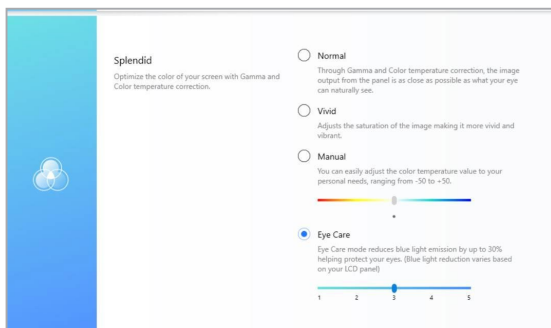 Splendid
Optimize the color of your screen with Gamma and
Color temperature correction.
Normal
Through Gamma and Color temperature correction, the image
output from the panel is as close as possible as what your eye
can naturally see.
Vivid
Adjusts the saturation of the image making it more vivid and
vibrant.
Manual
You can easily adjust the color temperature value to your
personal needs, ranging from -50 to +50.
Eye Care
Eye Care mode reduces blue light emission by up to 30%
helping protect your eyes. (Blue light reduction varies based
on your LCD panel)
1 2 3 4 5